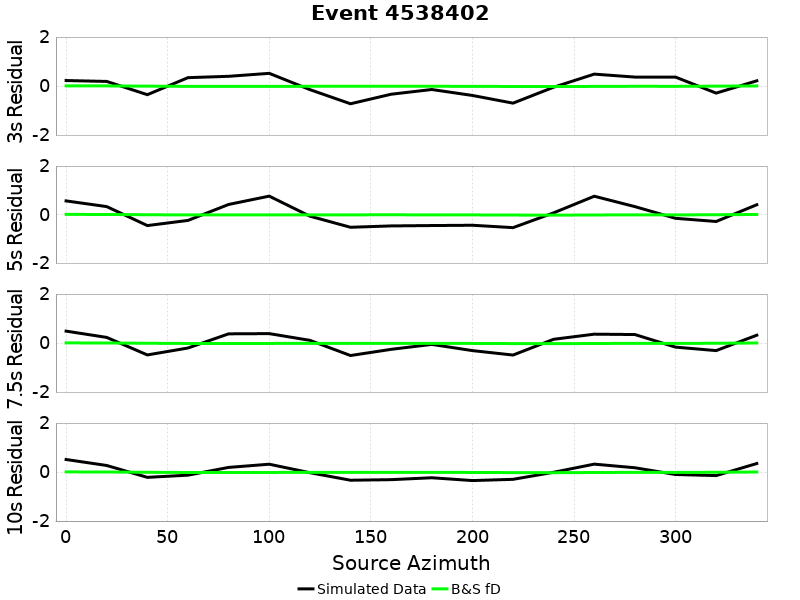 Event 4538402
3s Residual
2
0
-2
5s Residual
2
0
-2
7.5s Residual
2
0
-2
10s Residual
2
0
-2
0 50 100 150 200 250 300
Source Azimuth
Simulated Data B&S fD